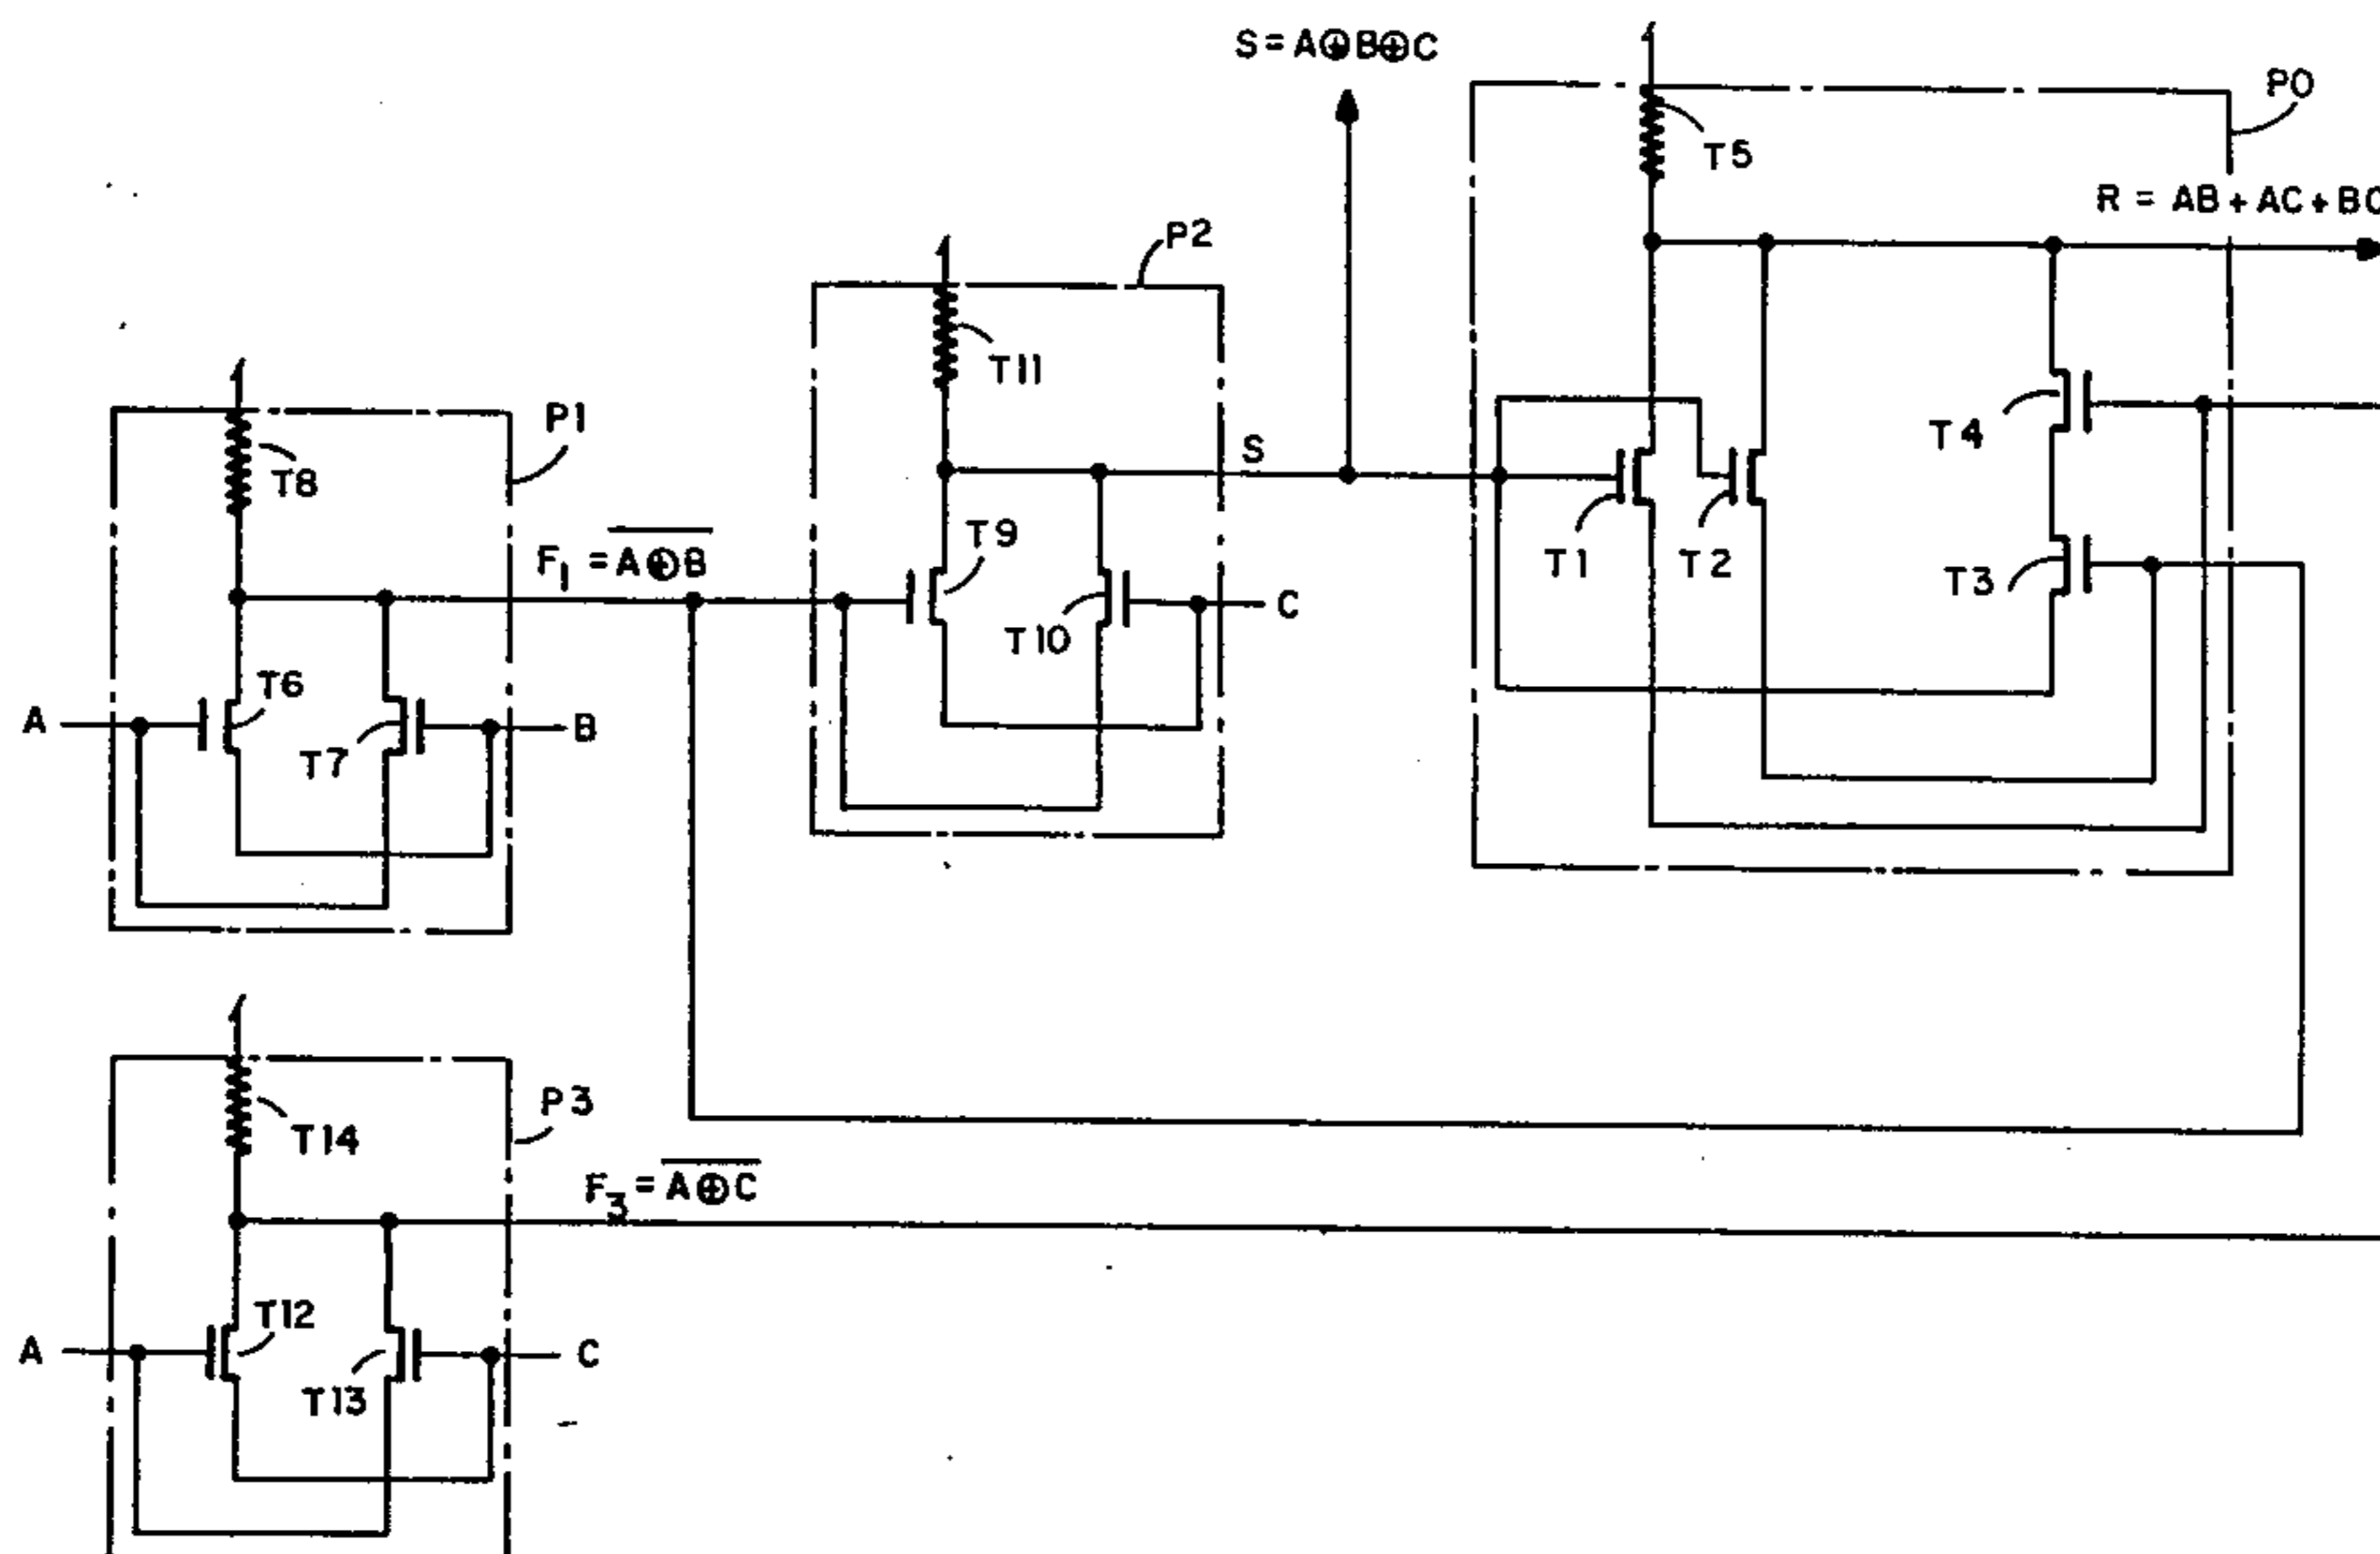 S = A⊕B⊕C
P0
T5
R = AB + AC + BC
P2
T11
P1
T8
S
T4
T9
F1 = A̅⊕̅B̅
T1
T2
T3
C
T10
T6
A
B
T7
P3
T14
F3 = A̅⊕̅C̅
T12
A
C
T13